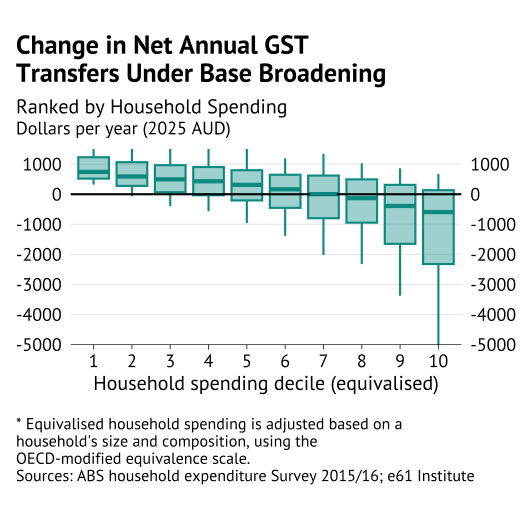 Change in Net Annual GST
Transfers Under Base Broadening
Ranked by Household Spending
Dollars per year (2025 AUD)
1000 1000
0 0
-1000 -1000
-2000 -2000
-3000 -3000
-4000 -4000
-5000 -5000
1 2 3 4 5 6 7 8 9 10
Household spending decile (equivalised)
* Equivalised household spending is adjusted based on a
household's size and composition, using the
OECD-modified equivalence scale.
Sources: ABS household expenditure Survey 2015/16; e61 Institute